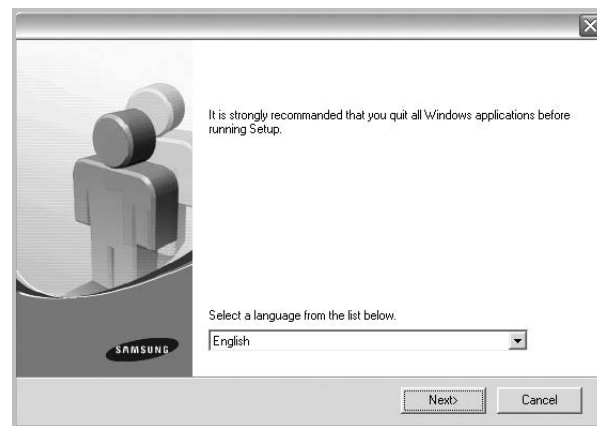 It is strongly recommanded that you quit all Windows applications before
running Setup.
Select a language from the list below.
English
SAMSUNG
Next>
Cancel